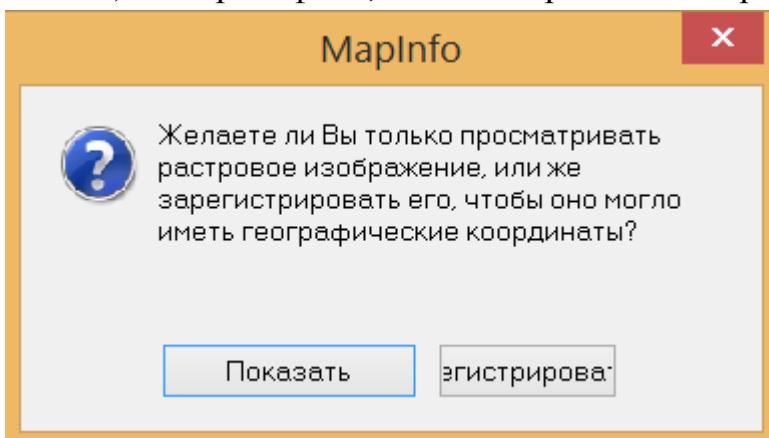 MapInfo
Желаете ли Вы только просматривать
растровое изображение, или же
зарегистрировать его, чтобы оно могло
иметь географические координаты?
Показать
егистрироват